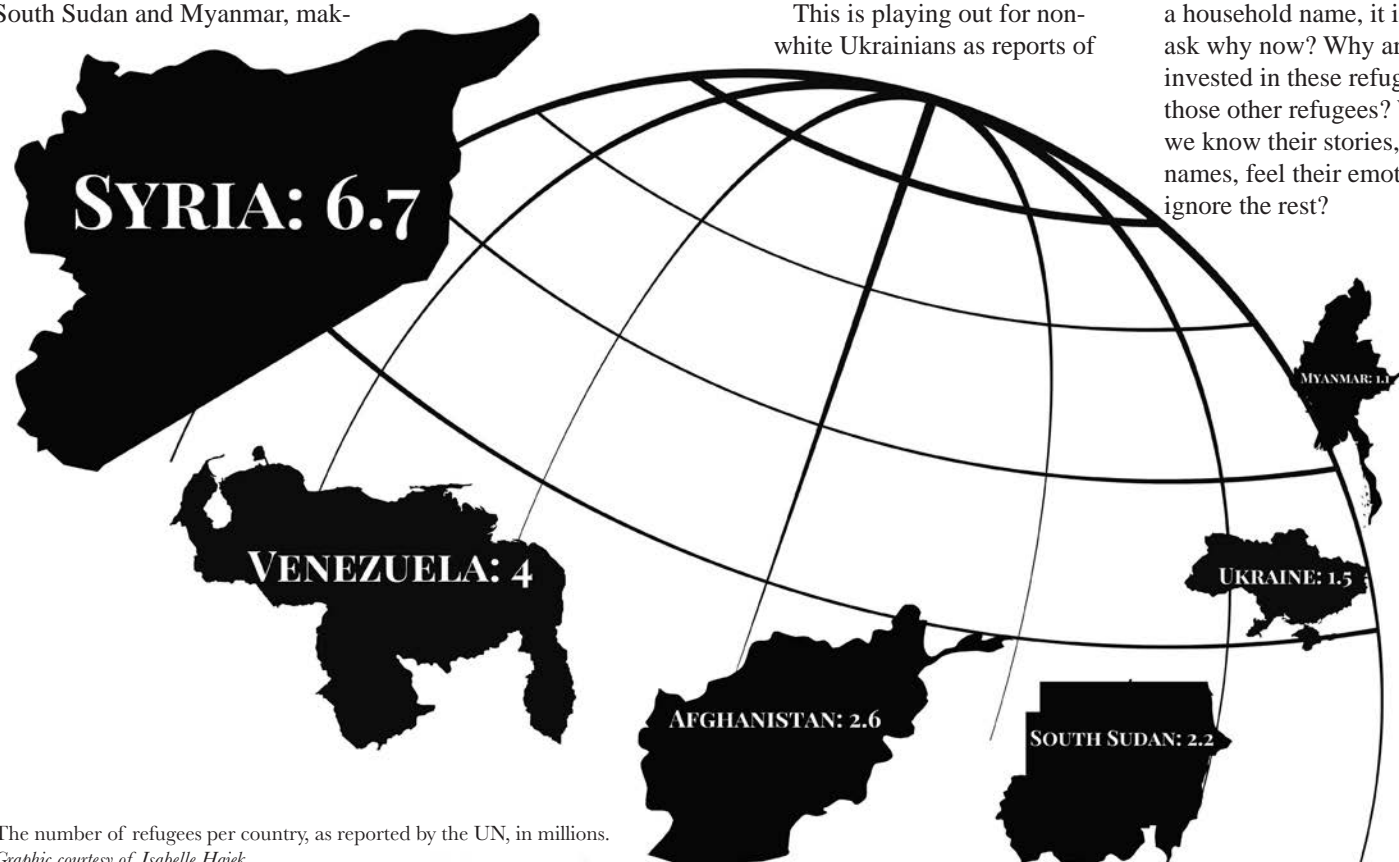 South Sudan and Myanmar, mak-
This is playing out for non-
white Ukrainians as reports of
a household name, it i
ask why now? Why ar
invested in these refug
those other refugees?
we know their stories,
names, feel their emot
ignore the rest?
SYRIA: 6.7
VENEZUELA: 4
AFGHANISTAN: 2.6
SOUTH SUDAN: 2.2
UKRAINE: 1.5
MYANMAR: 1.1
The number of refugees per country, as reported by the UN, in millions.
Graphic courtesy of Isabelle Hajek